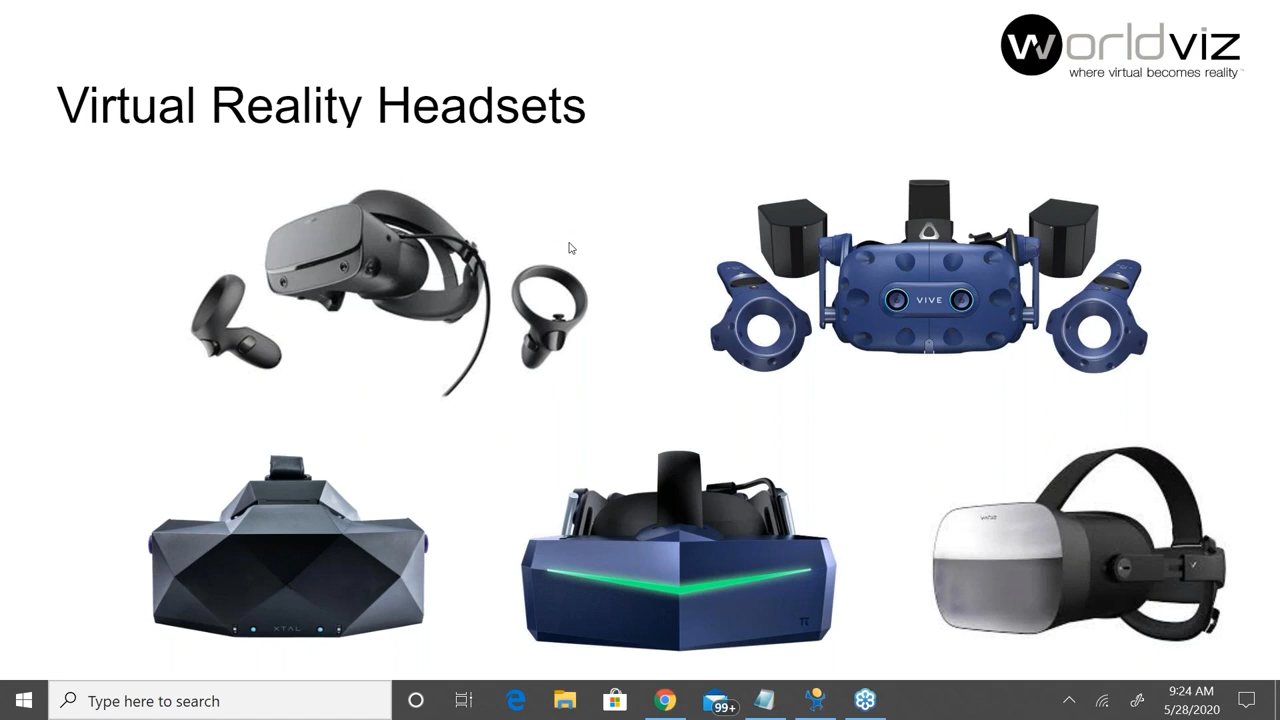 worldviz
where virtual becomes reality
Virtual Reality Headsets
VIVE
XTAL
π
Type here to search
99+
9:24 AM
5/28/2020